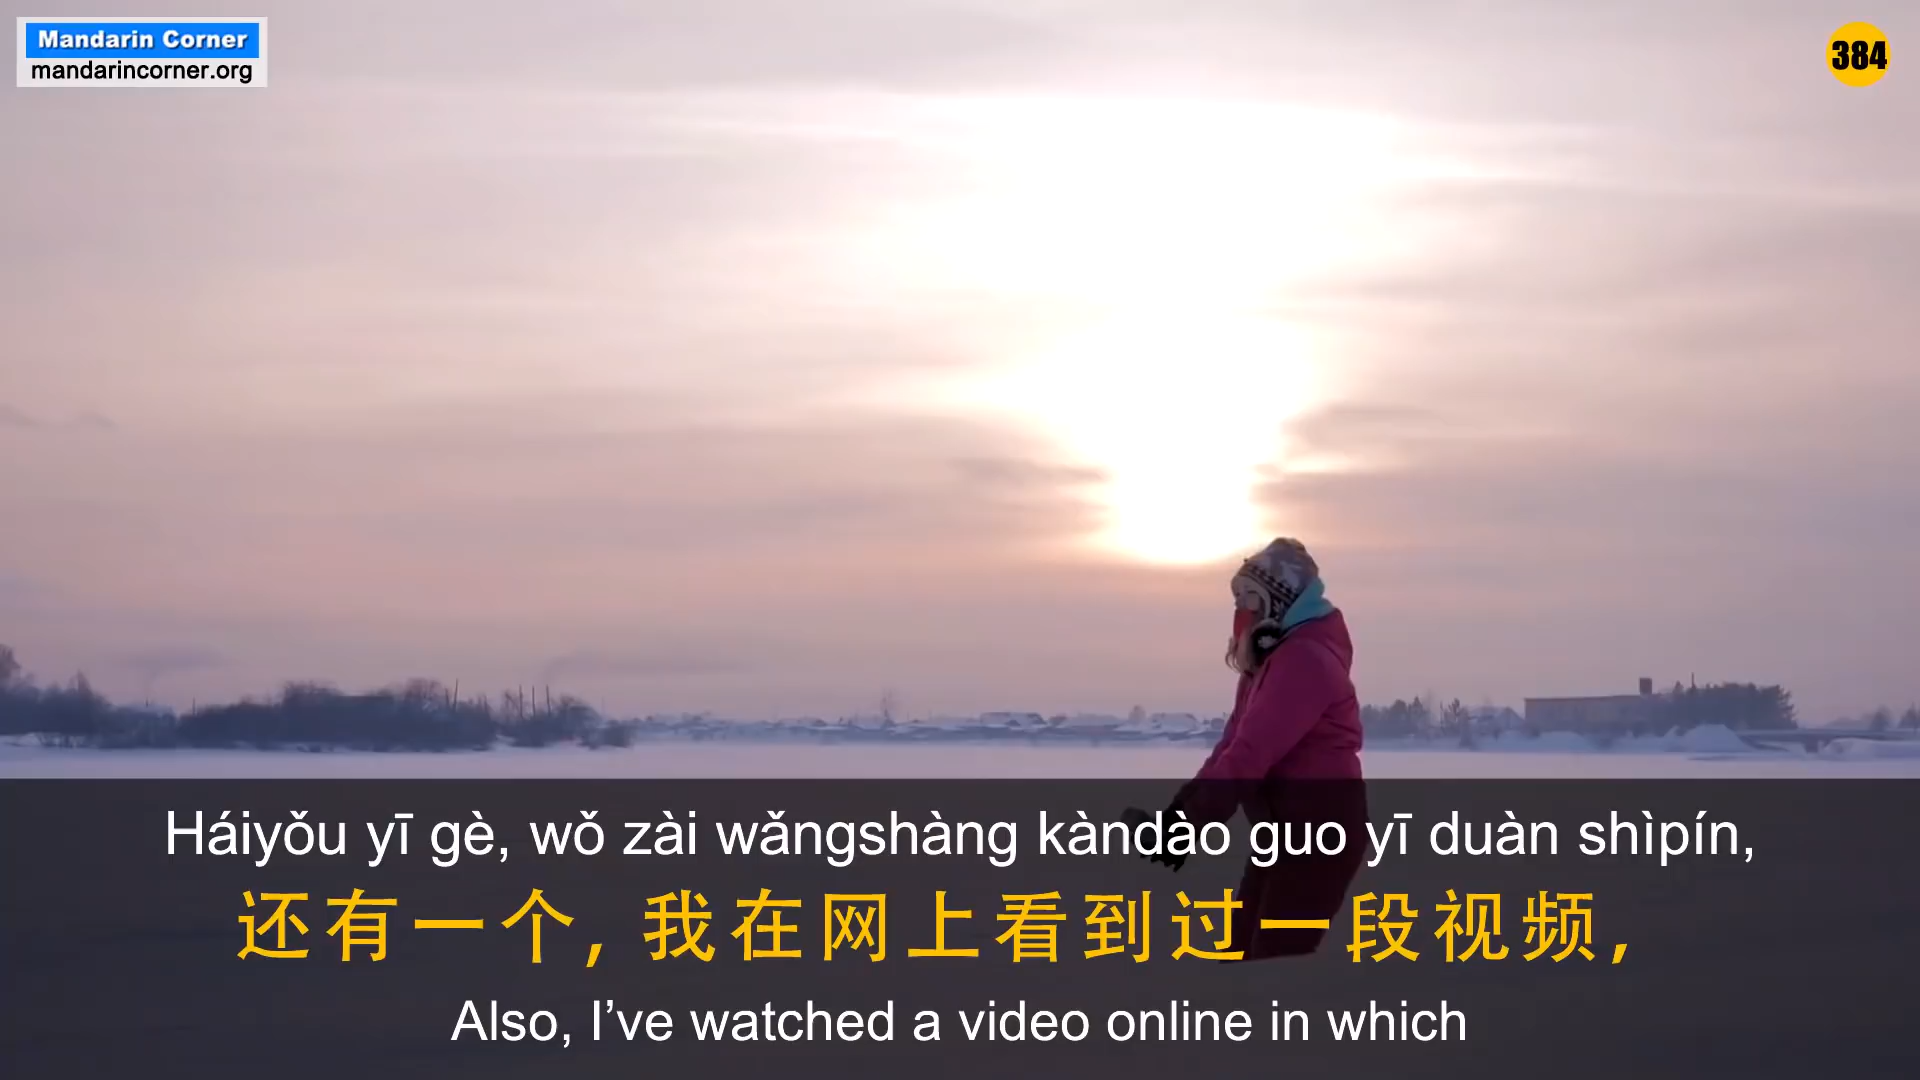 Mandarin Corner
mandarincorner.org
384
Háiyǒu yī gè, wǒ zài wǎngshàng kàndào guo yī duàn shìpín,
还有一个, 我在网上看到过一段视频,
Also, I’ve watched a video online in which